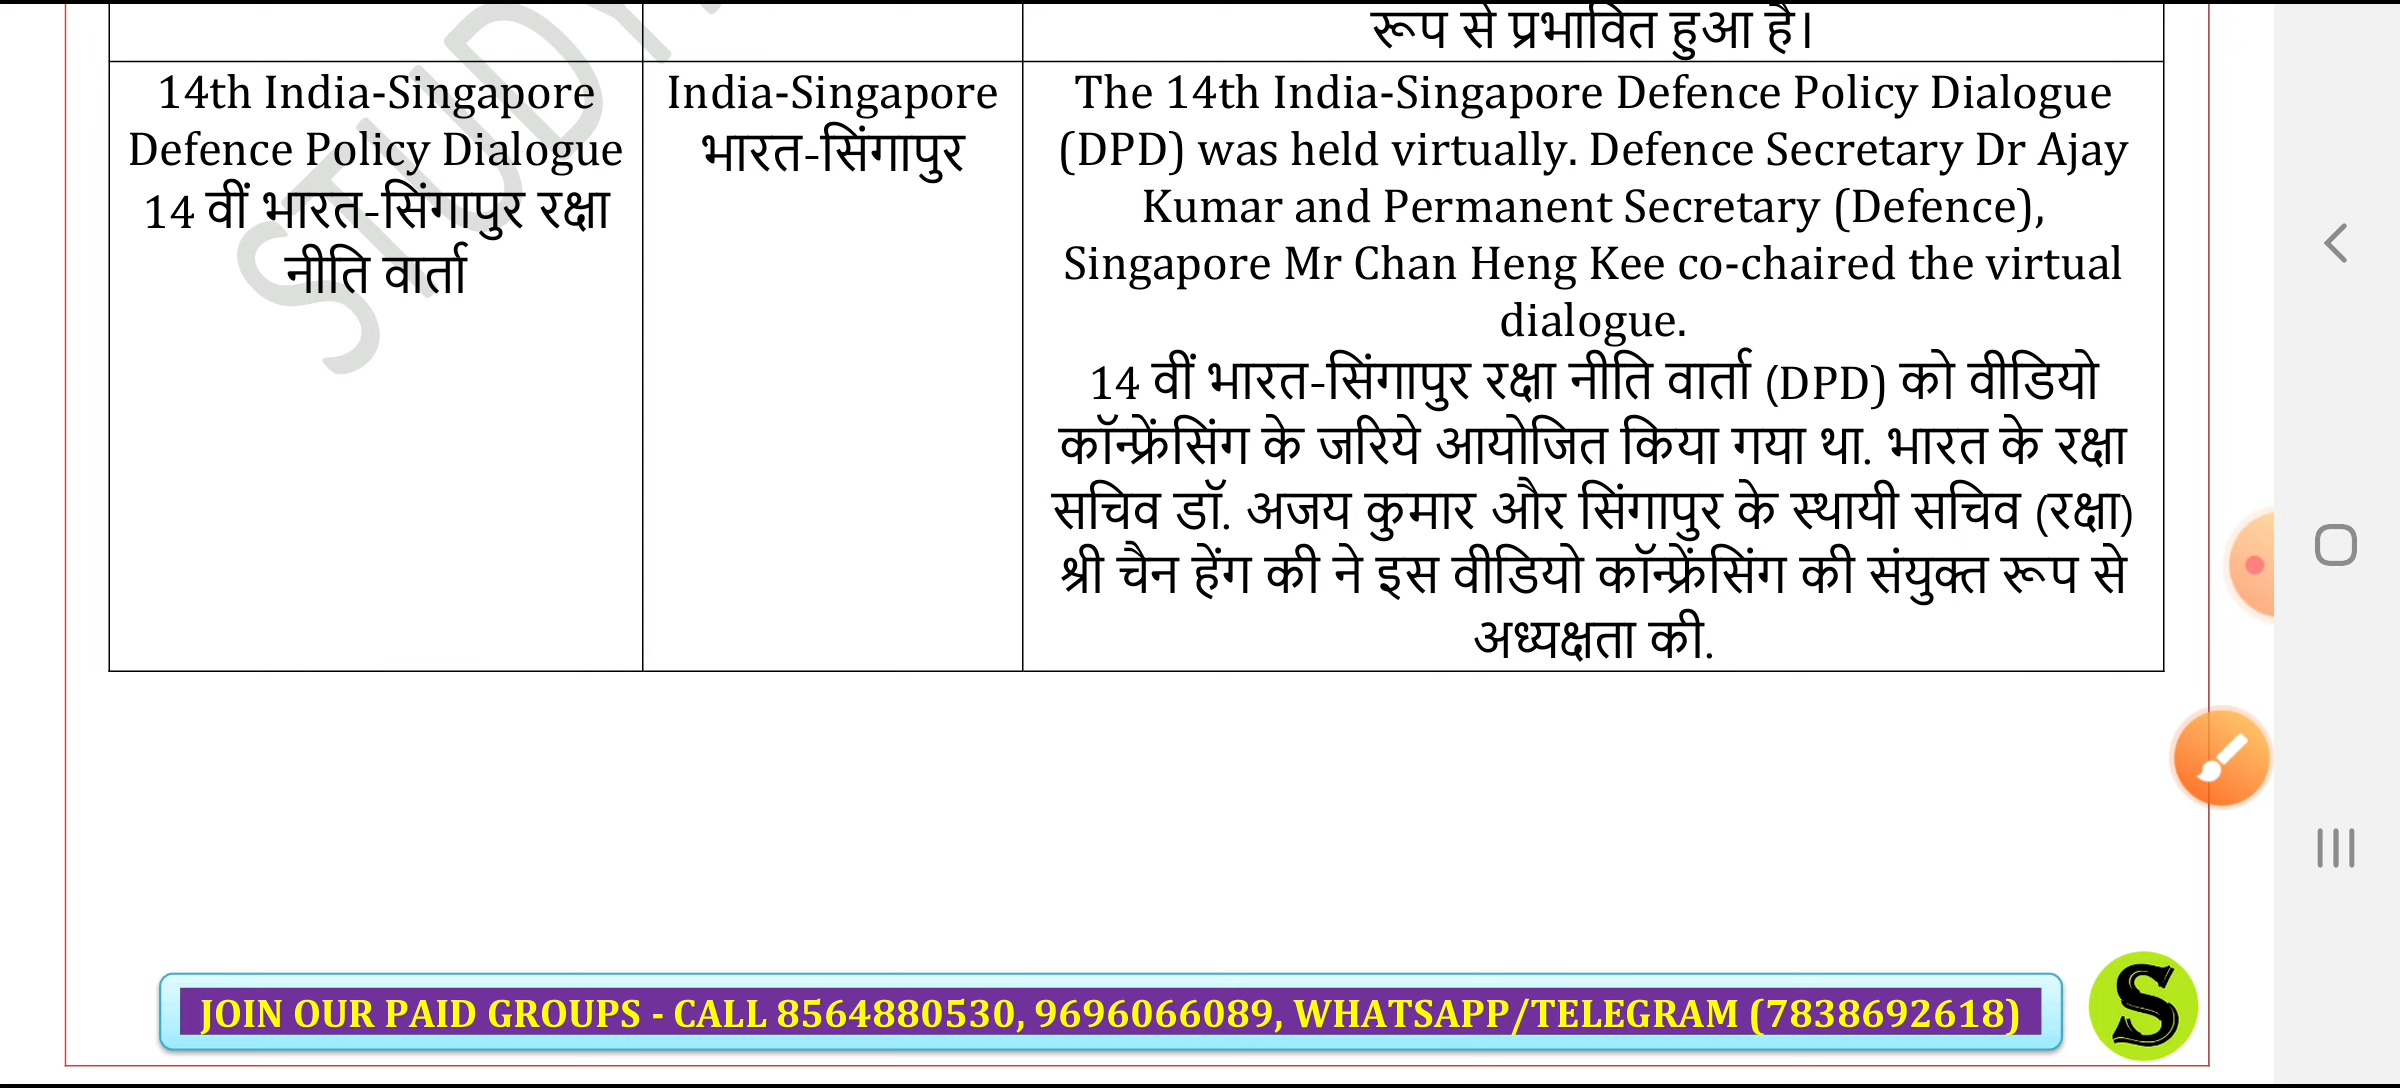 रूप से प्रभावित हुआ है।
14th India-Singapore
Defence Policy Dialogue
14 वीं भारत-सिंगापुर रक्षा
नीति वार्ता
India-Singapore
भारत-सिंगापुर
The 14th India-Singapore Defence Policy Dialogue
(DPD) was held virtually. Defence Secretary Dr Ajay
Kumar and Permanent Secretary (Defence),
Singapore Mr Chan Heng Kee co-chaired the virtual
dialogue.
14 वीं भारत-सिंगापुर रक्षा नीति वार्ता (DPD) को वीडियो
कॉन्फ्रेंसिंग के जरिये आयोजित किया गया था. भारत के रक्षा
सचिव डॉ. अजय कुमार और सिंगापुर के स्थायी सचिव (रक्षा)
श्री चैन हेंग की ने इस वीडियो कॉन्फ्रेंसिंग की संयुक्त रूप से
अध्यक्षता की.
STUDY
JOIN OUR PAID GROUPS - CALL 8564880530, 9696066089, WHATSAPP/TELEGRAM (7838692618)
S